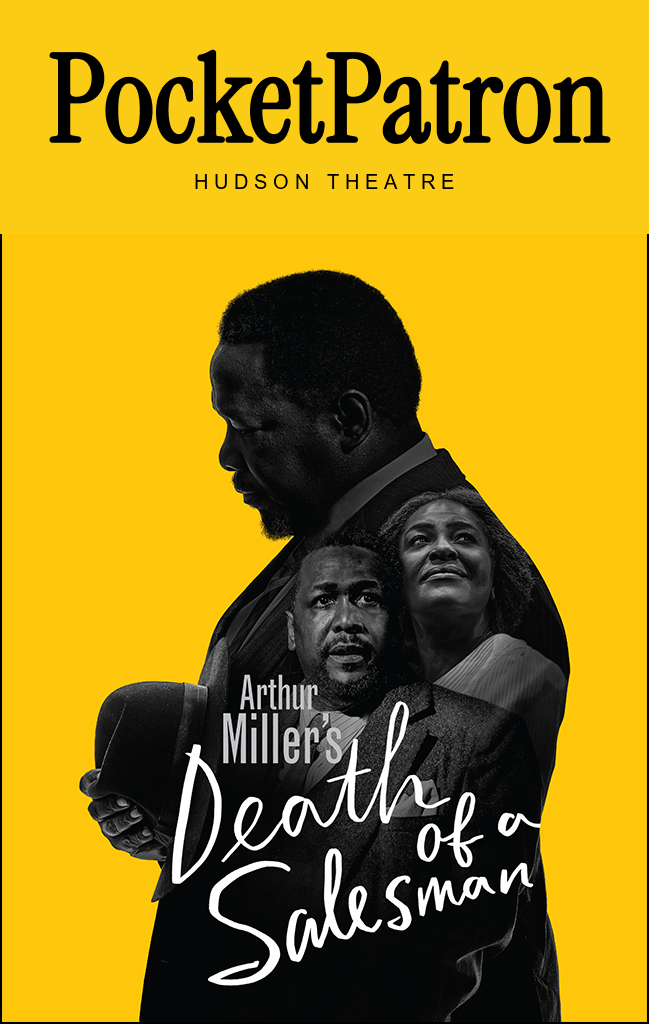 PocketPatron
HUDSON THEATRE
Arthur
Miller's
Death
of a
Salesman